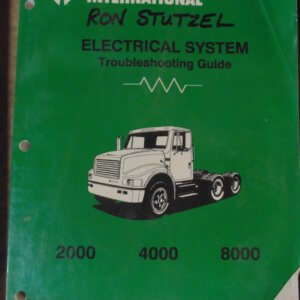 INTERNATIONAL
RON STUTZEL
ELECTRICAL SYSTEM
Troubleshooting Guide
2000 4000 8000